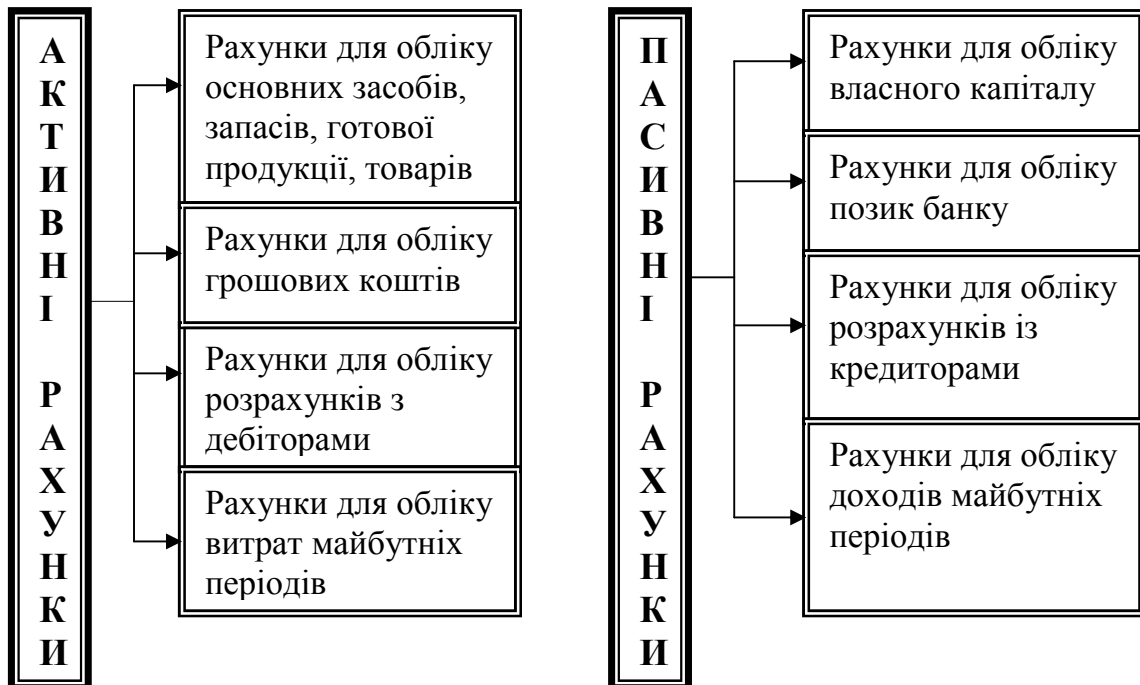 АКТИВНІ РАХУНКИ
Рахунки для обліку
основних засобів,
запасів, готової
продукції, товарів
Рахунки для обліку
грошових коштів
Рахунки для обліку
розрахунків з
дебіторами
Рахунки для обліку
витрат майбутніх
періодів
ПАСИВНІ РАХУНКИ
Рахунки для обліку
власного капіталу
Рахунки для обліку
позик банку
Рахунки для обліку
розрахунків із
кредиторами
Рахунки для обліку
доходів майбутніх
періодів